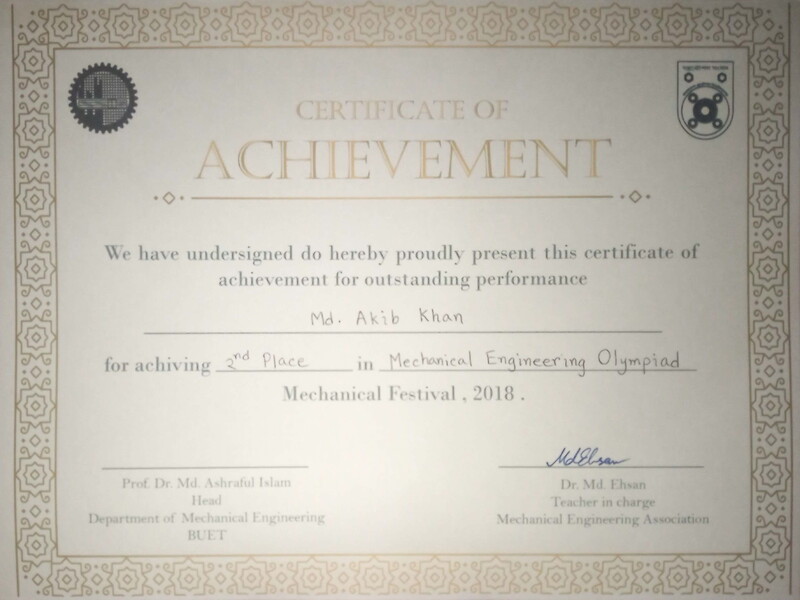 CERTIFICATE OF
ACHIEVEMENT
We have undersigned do hereby proudly present this certificate of
achievement for outstanding performance
Md. Akib Khan
for achiving 2nd Place in Mechanical Engineering Olympiad
Mechanical Festival , 2018 .
Md Ehsan
Prof. Dr. Md. Ashraful Islam
Head
Department of Mechanical Engineering
BUET
Dr. Md. Ehsan
Teacher in charge
Mechanical Engineering Association